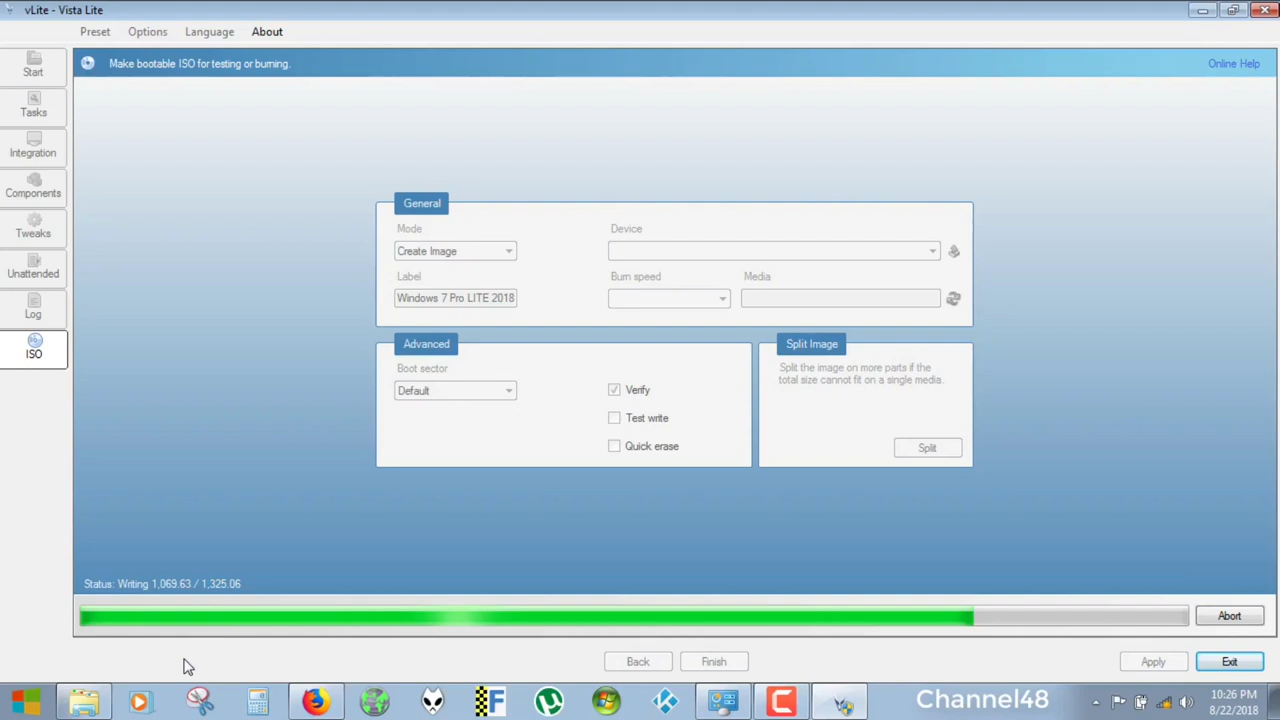 vLite - Vista Lite
Preset Options Language About
Start
Make bootable ISO for testing or burning.
Online Help
Tasks
Integration
Components
Tweaks
Unattended
Log
ISO
General
Mode
Device
Create Image
Label
Burn speed
Media
Windows 7 Pro LITE 2018
Advanced
Boot sector
Default
Verify
Test write
Quick erase
Split Image
Split the image on more parts if the
total size cannot fit on a single media.
Split
Status: Writing 1,069.63 / 1,325.06
Abort
Back
Finish
Apply
Exit
F
Channel48
10:26 PM
8/22/2018